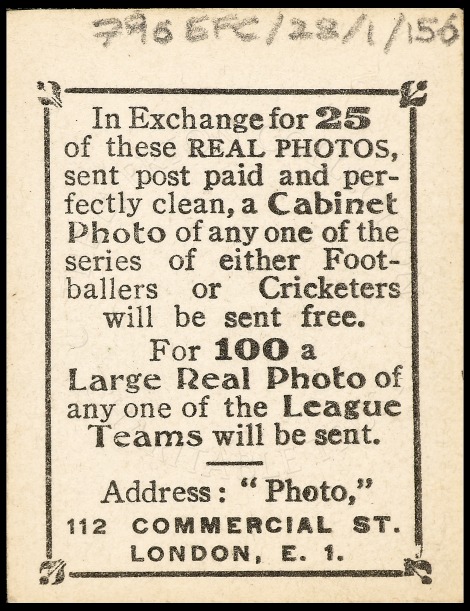 796 EFC/28/1/156
In Exchange for 25
of these REAL PHOTOS,
sent post paid and per-
fectly clean, a Cabinet
Photo of any one of the
series of either Foot-
ballers or Cricketers
will be sent free.
For 100 a
Large Real Photo of
any one of the League
Teams will be sent.
Address: "Photo,"
112 COMMERCIAL ST.
LONDON, E. 1.